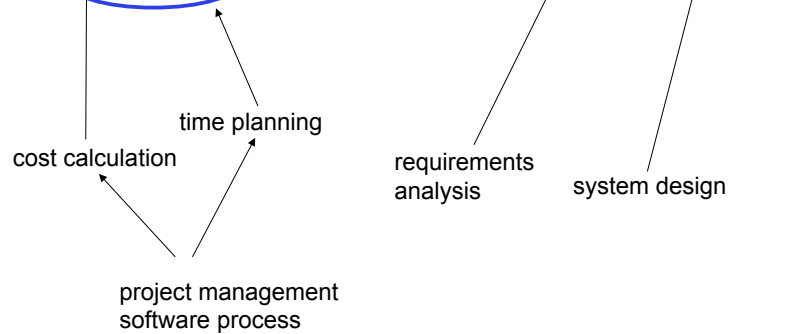 time planning
cost calculation
requirements
analysis
system design
project management
software process